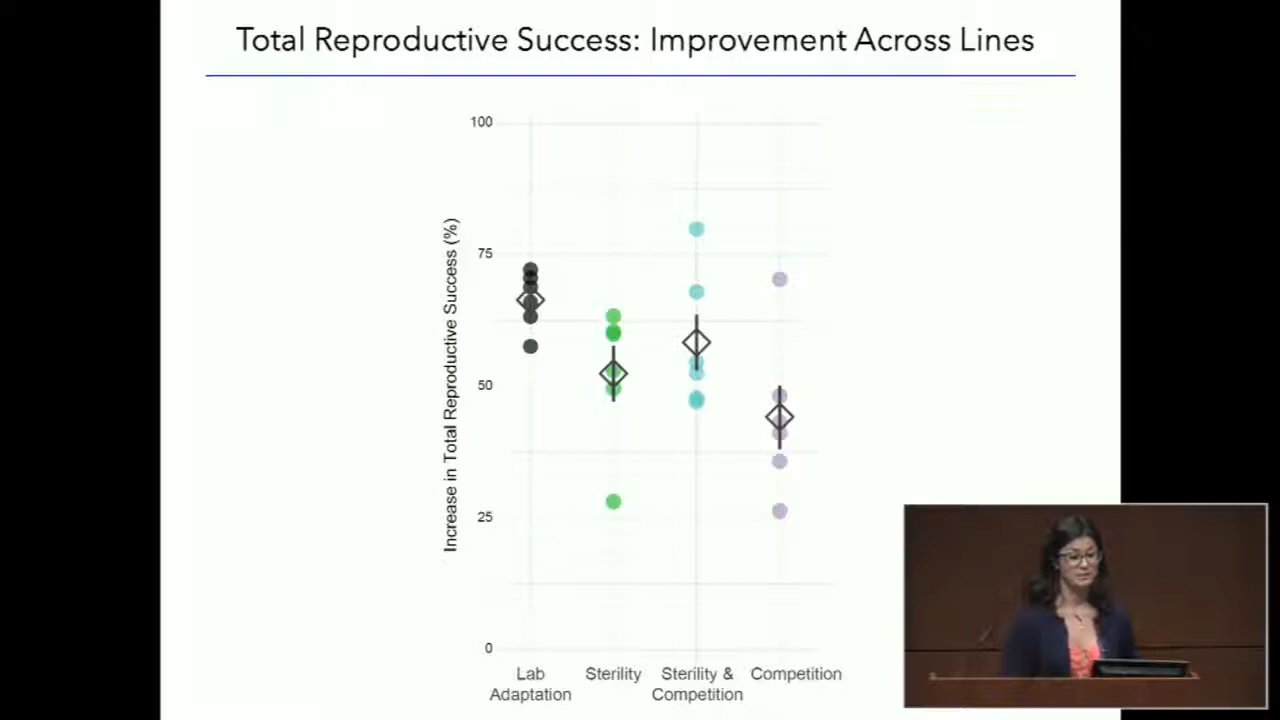 Total Reproductive Success: Improvement Across Lines
Increase in Total Reproductive Success (%)
100
75
50
25
0
Lab
Adaptation
Sterility
Sterility &
Competition
Competition